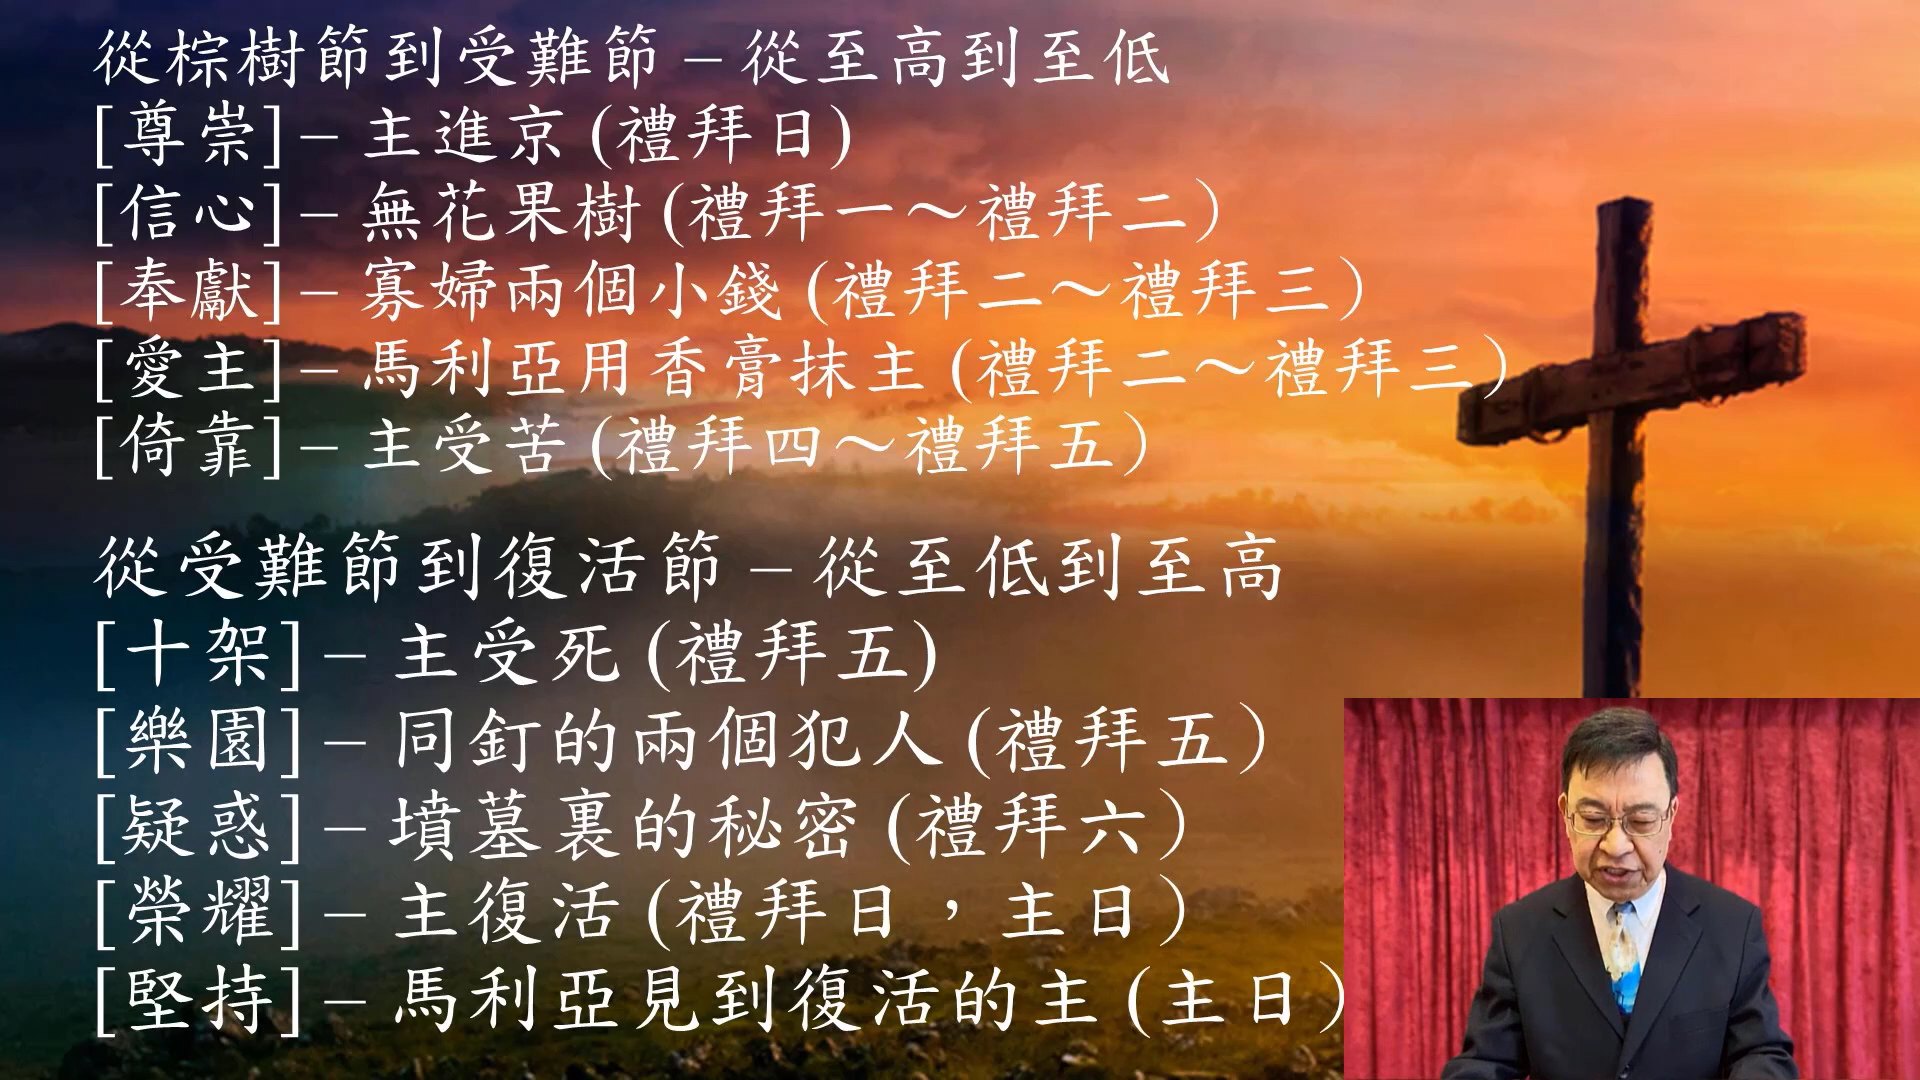 從棕樹節到受難節 – 從至高到至低
[尊崇] – 主進京 (禮拜日)
[信心] – 無花果樹 (禮拜一～禮拜二）
[奉獻] – 寡婦兩個小錢 (禮拜二～禮拜三）
[愛主] – 馬利亞用香膏抹主 (禮拜二～禮拜三）
[倚靠] – 主受苦 (禮拜四～禮拜五）
從受難節到復活節 – 從至低到至高
[十架] – 主受死 (禮拜五)
[樂園] – 同釘的兩個犯人 (禮拜五）
[疑惑] – 墳墓裏的秘密 (禮拜六）
[榮耀] – 主復活 (禮拜日，主日）
[堅持] – 馬利亞見到復活的主 (主日）